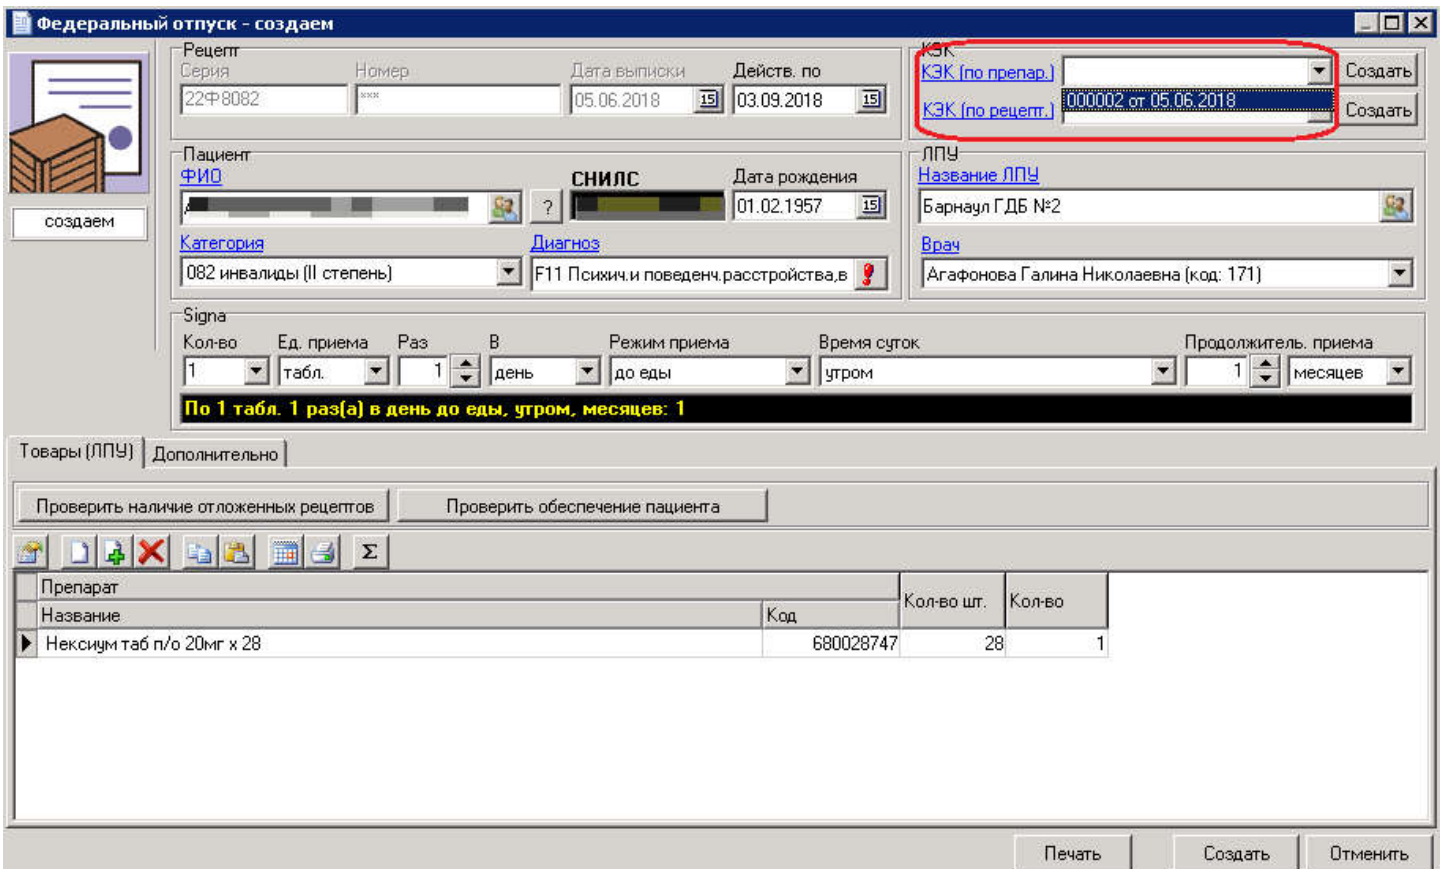 Федеральный отпуск - создаем
Рецепт
Серия Номер Дата выписки Действ. по
22Ф8082 *** 05.06.2018 15 03.09.2018 15
КЭК
КЭК (по препар.) Создать
000002 от 05.06.2018
КЭК (по рецепт.) Создать
создаем
Пациент
ФИО СНИЛС Дата рождения
? 01.02.1957 15
Категория Диагноз
082 инвалиды (II степень) F11 Психич.и поведенч.расстройства,в
ЛПУ
Название ЛПУ
Барнаул ГДБ №2
Врач
Агафонова Галина Николаевна (код: 171)
Signa
Кол-во Ед. приема Раз В Режим приема Время суток Продолжитель. приема
1 табл. 1 день до еды утром 1 месяцев
По 1 табл. 1 раз(а) в день до еды, утром, месяцев: 1
Товары (ЛПУ) Дополнительно
Проверить наличие отложенных рецептов Проверить обеспечение пациента
Σ
Препарат Кол-во шт. Кол-во
Название Код
Нексиум таб п/о 20мг x 28 680028747 28 1
Печать Создать Отменить